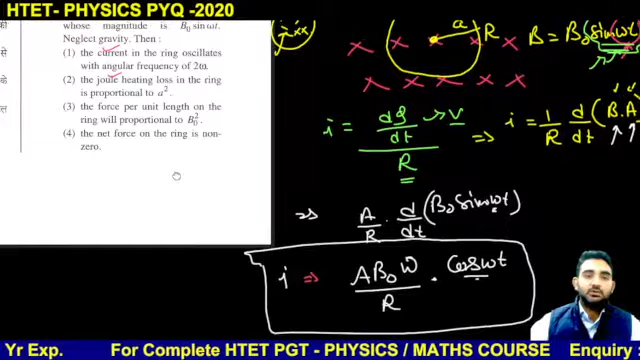 HTET- PHYSICS PYQ -2020
whose magnitude is B₀ sin ωt.
Neglect gravity. Then :
(1) the current in the ring oscillates
with angular frequency of 2ω.
(2) the joule heating loss in the ring
is proportional to a².
(3) the force per unit length on the
ring will proportional to B₀².
(4) the net force on the ring is non-
zero.
की
से
के
a R
B = B₀ sinωt
i = dϕ/dt / R → V
⇒ i = 1/R d/dt (B.A
⇒ A/R . d/dt (B₀ sinωt)
i ⇒ AB₀ω/R . cosωt
Yr Exp. For Complete HTET PGT - PHYSICS / MATHS COURSE Enquiry